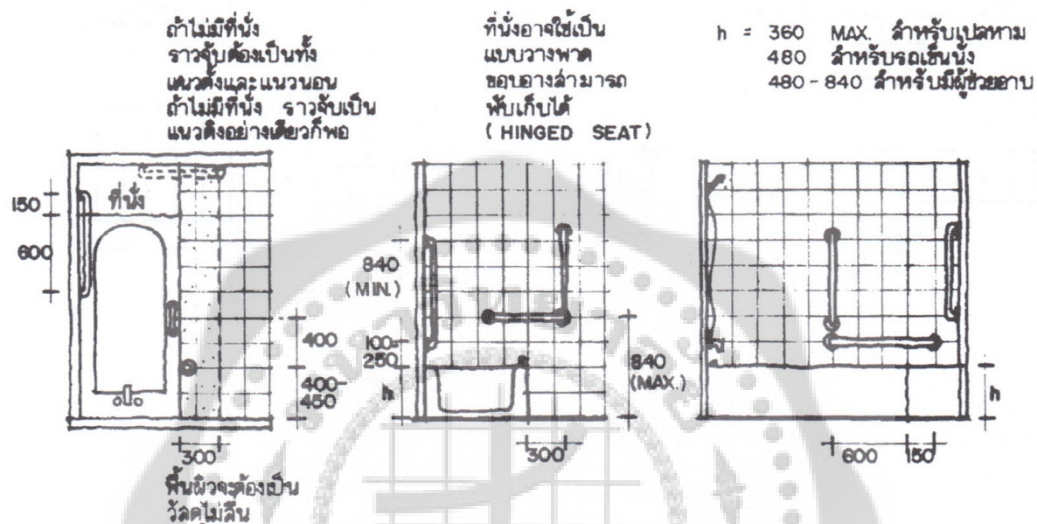 ถ้าไม่มีที่นั่ง
ราวจับต้องเป็นทั้ง
แนวตั้งและแนวนอน
ถ้าไม่มีที่นั่ง ราวจับเป็น
แนวดิ่งอย่างเดียวก็พอ
ที่นั่งอาจใช้เป็น
แบบวางพาด
ขอบอ่างสามารถ
พับเก็บได้
(HINGED SEAT)
h = 360 MAX. สำหรับเปลหาม
480 สำหรับรถเข็นนั่ง
480-840 สำหรับมีผู้ช่วยอาบ
ที่นั่ง
150
600
400
400-
450
300
พื้นผิวจะต้องเป็น
วัสดุไม่ลื่น
840
(MIN.)
100-
250
h
300
840
(MAX.)
600
150
h